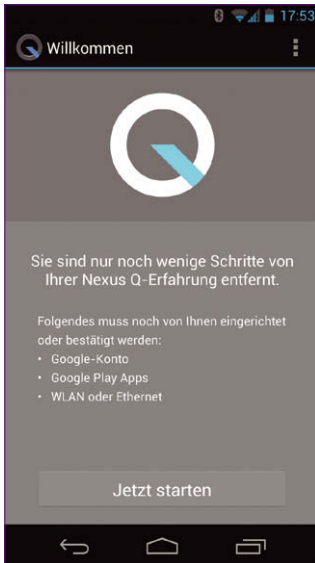 17:53
Willkommen
Sie sind nur noch wenige Schritte von
Ihrer Nexus Q-Erfahrung entfernt.
Folgendes muss noch von Ihnen eingerichtet
oder bestätigt werden:
• Google-Konto
• Google Play Apps
• WLAN oder Ethernet
Jetzt starten